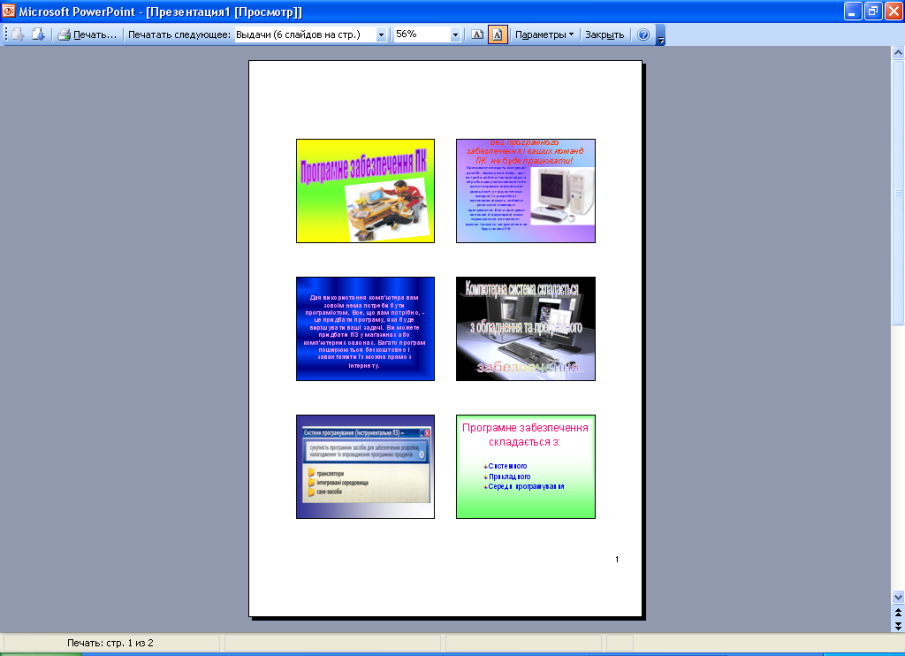 Microsoft PowerPoint - [Презентация1 [Просмотр]]
Печать... Печатать следующее: Выдачи (6 слайдов на стр.) 56% Параметры Закрыть
Програмне забезпечення ПК
Без програмного
забезпечення і ваших команд
ПК не буде працювати!
Для використання комп'ютера вам
зовсім нема потреби бути
програмістом. Все, що вам потрібно, -
це придбати програму, яка буде
вирішувати ваші задачі. Ви можете
придбати ПЗ у магазинах або
комп'ютерних салонах. Багато програм
поширюються безкоштовно і
завантажити їх можна прямо з
Інтернету.
Комп'ютерна система складається
з обладнення та програмного
забезпечення.
Системи програмування (Інструментальне ПЗ) –
сукупність програмних засобів для забезпечення розробки,
налагодження та впровадження програмних продуктів.
транслятори
інтегровані середовища
case-засоби
Програмне забезпечення
складається з:
Системного
Прикладного
Середи програмування
1
Печать: стр. 1 из 2